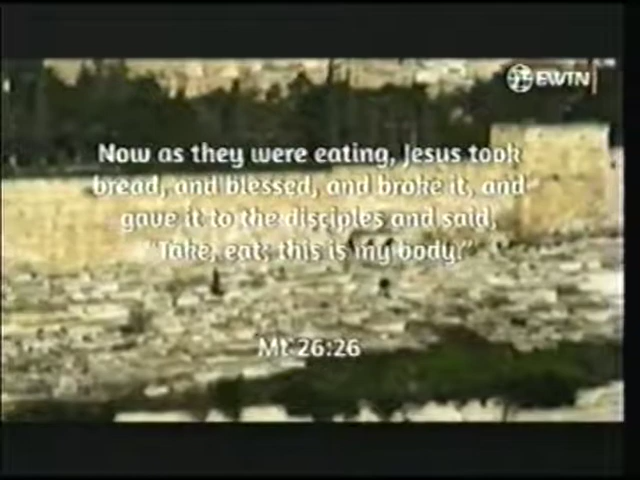 EWTN
Now as they were eating, Jesus took
bread, and blessed, and broke it, and
gave it to the disciples and said,
"Take, eat; this is my body."
Mt 26:26